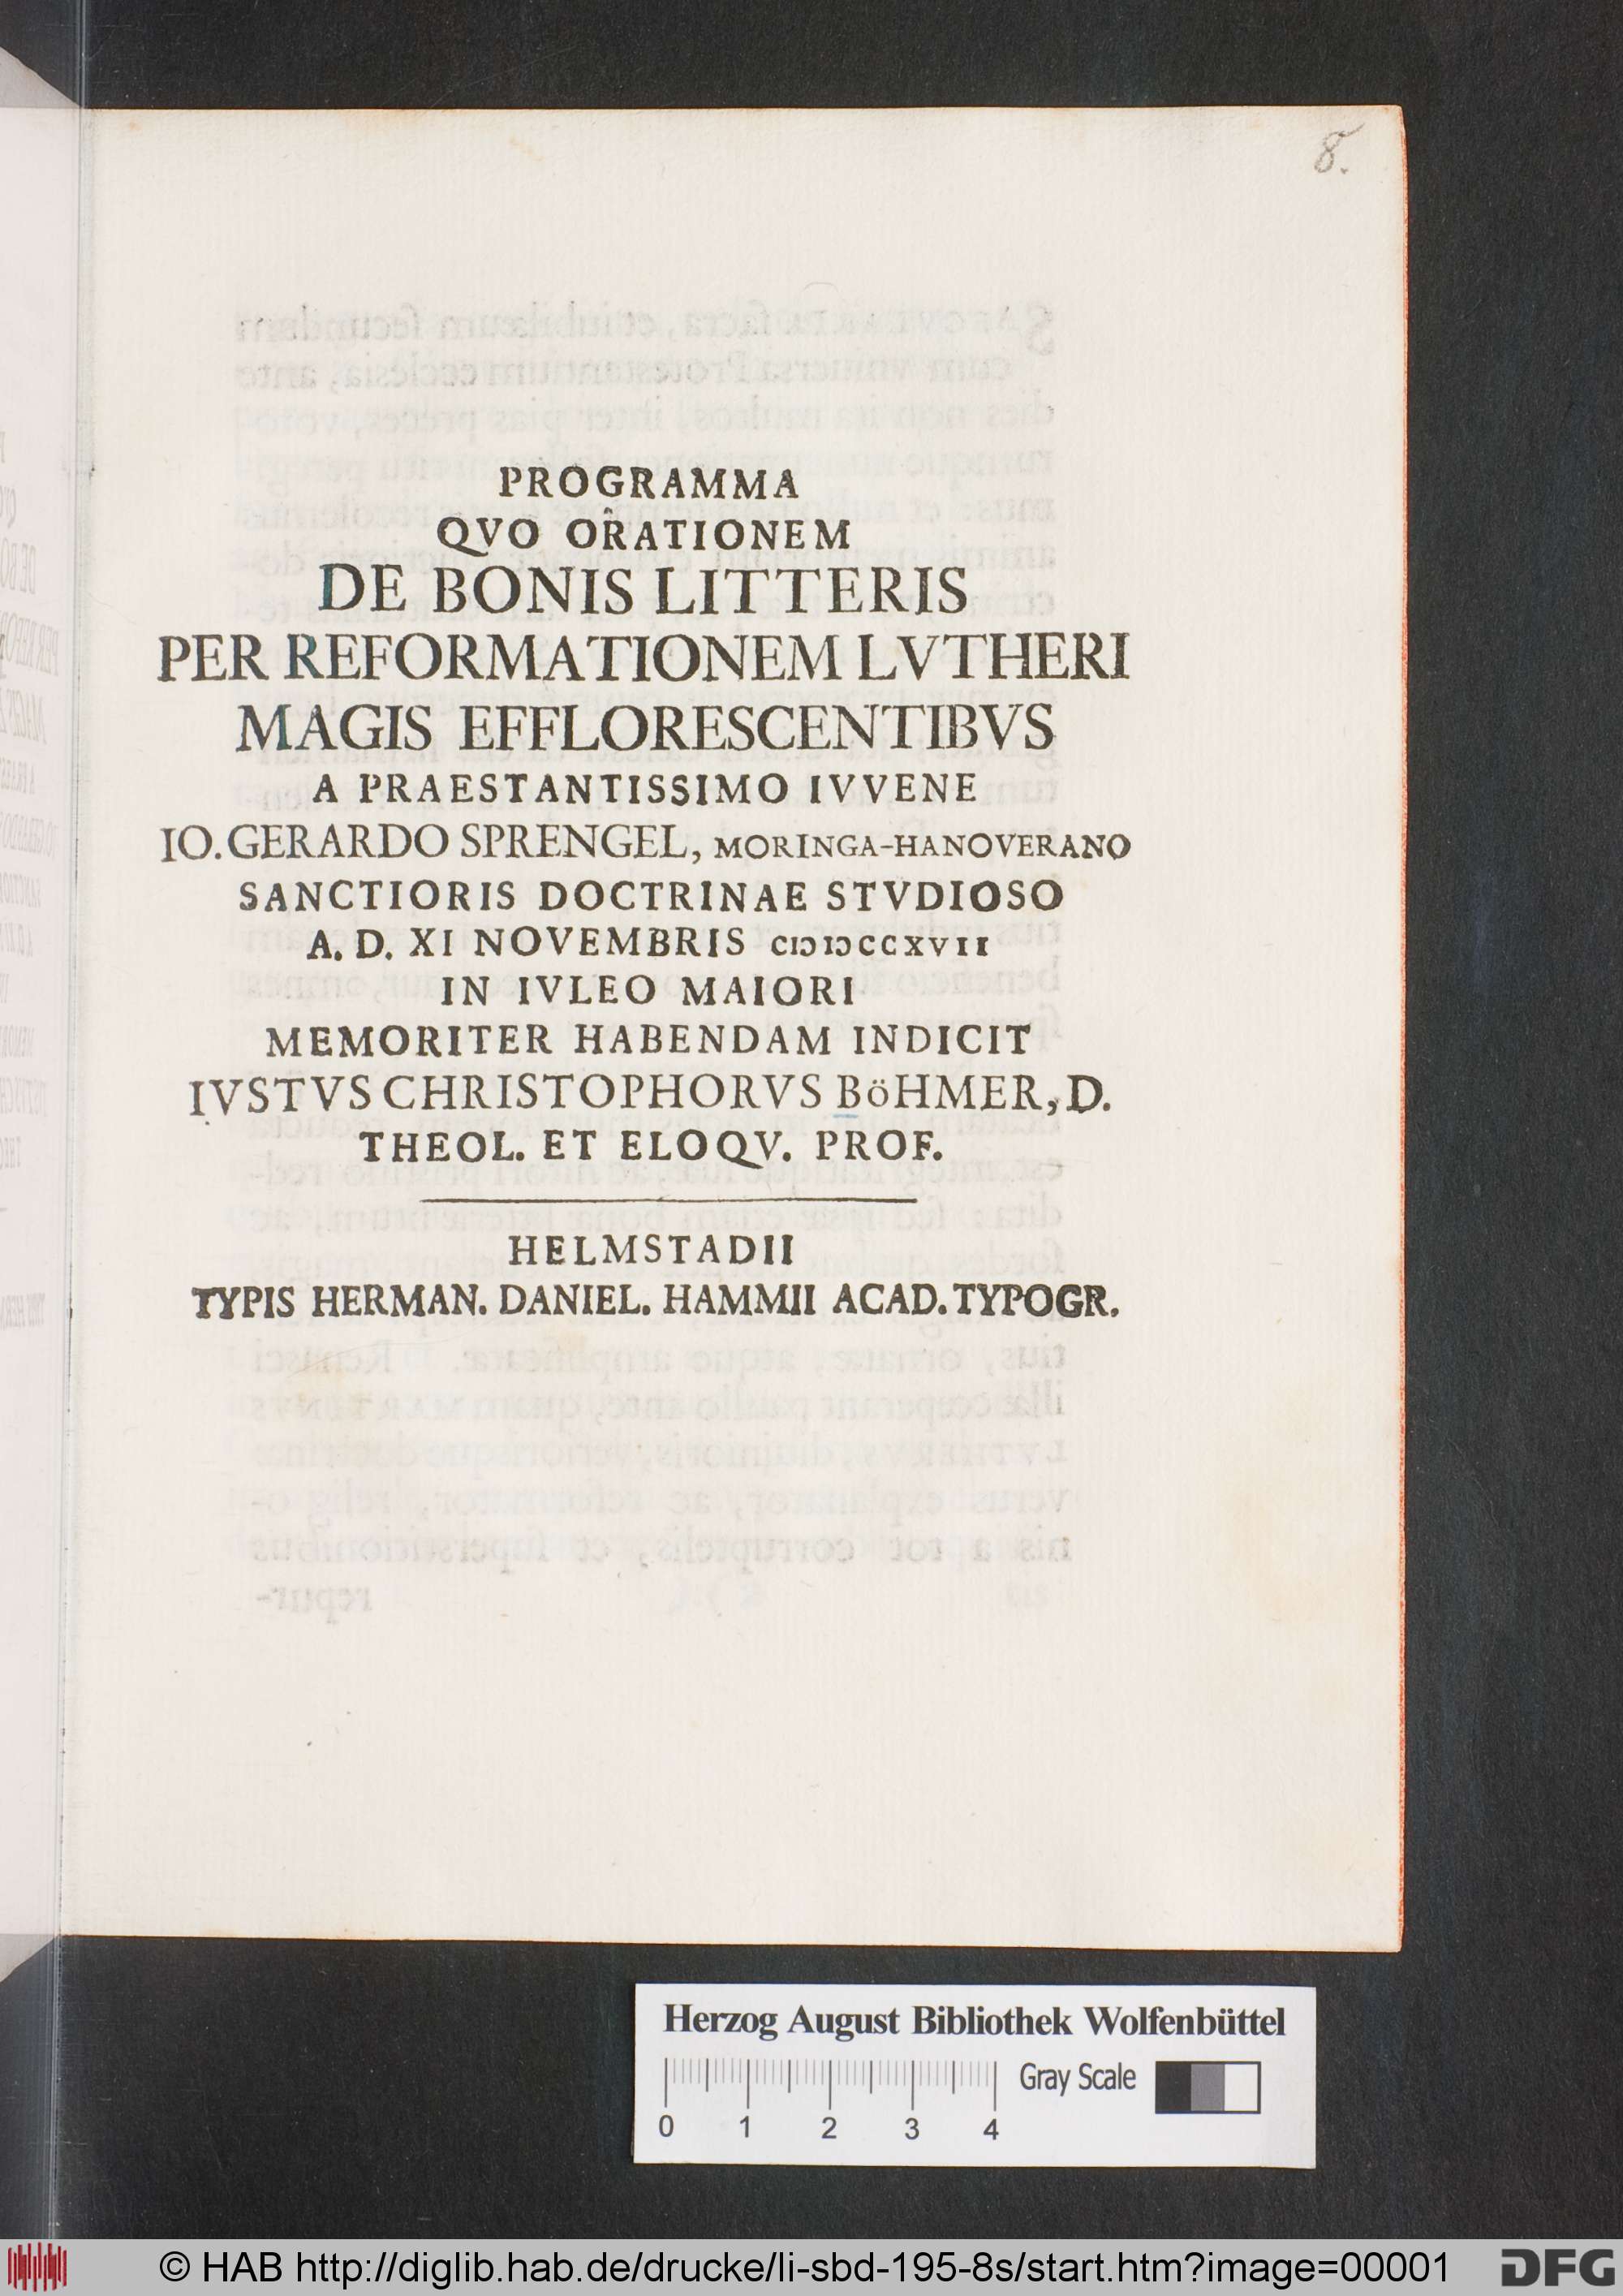 8.
PROGRAMMA
QVO ORATIONEM
DE BONIS LITTERIS
PER REFORMATIONEM LVTHERI
MAGIS EFFLORESCENTIBVS
A PRAESTANTISSIMO IVVENE
IO. GERARDO SPRENGEL, MORINGA-HANOVERANO
SANCTIORIS DOCTRINAE STVDIOSO
A. D. XI NOVEMBRIS CIↃ IↃ CCXVII
IN IVLEO MAIORI
MEMORITER HABENDAM INDICIT
IVSTVS CHRISTOPHORVS BöHMER, D.
THEOL. ET ELOQV. PROF.
HELMSTADII
TYPIS HERMAN. DANIEL. HAMMII ACAD. TYPOGR.
Herzog August Bibliothek Wolfenbüttel
Gray Scale
0 1 2 3 4
© HAB http://diglib.hab.de/drucke/li-sbd-195-8s/start.htm?image=00001
DFG